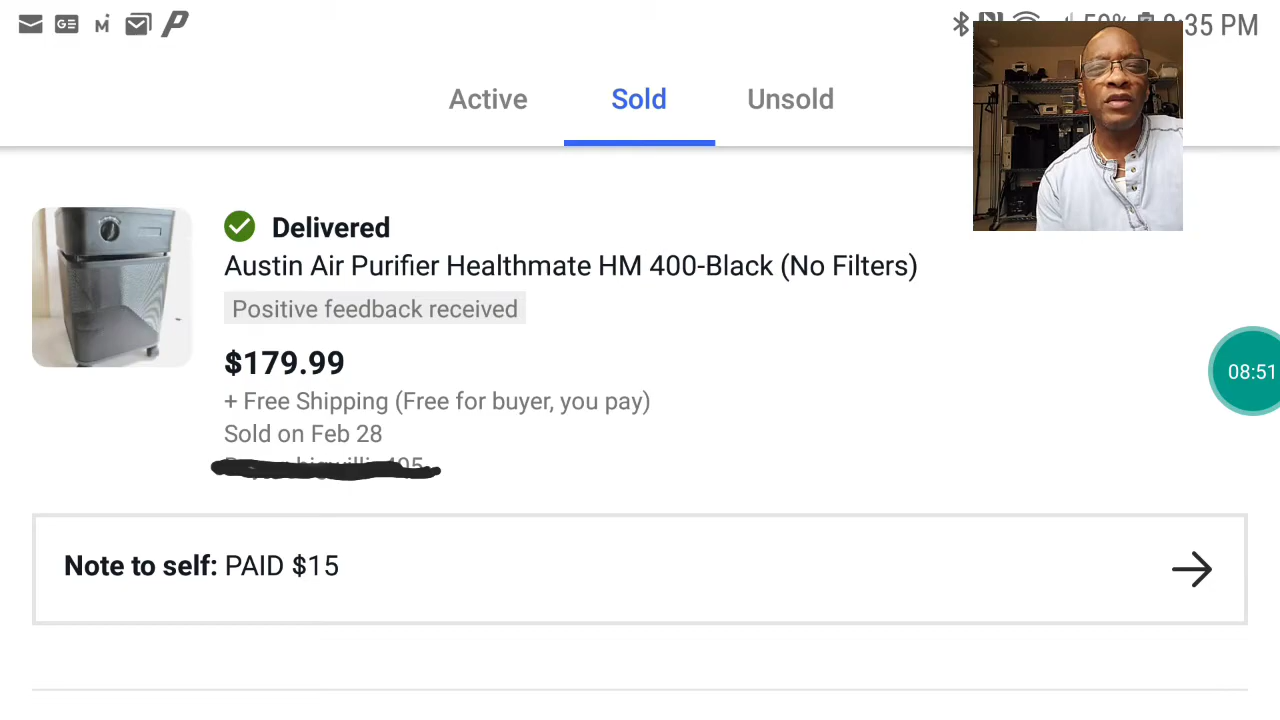 35 PM
Active Sold Unsold
Delivered
Austin Air Purifier Healthmate HM 400-Black (No Filters)
Positive feedback received
$179.99
+ Free Shipping (Free for buyer, you pay)
08:51
Sold on Feb 28
Note to self: PAID $15